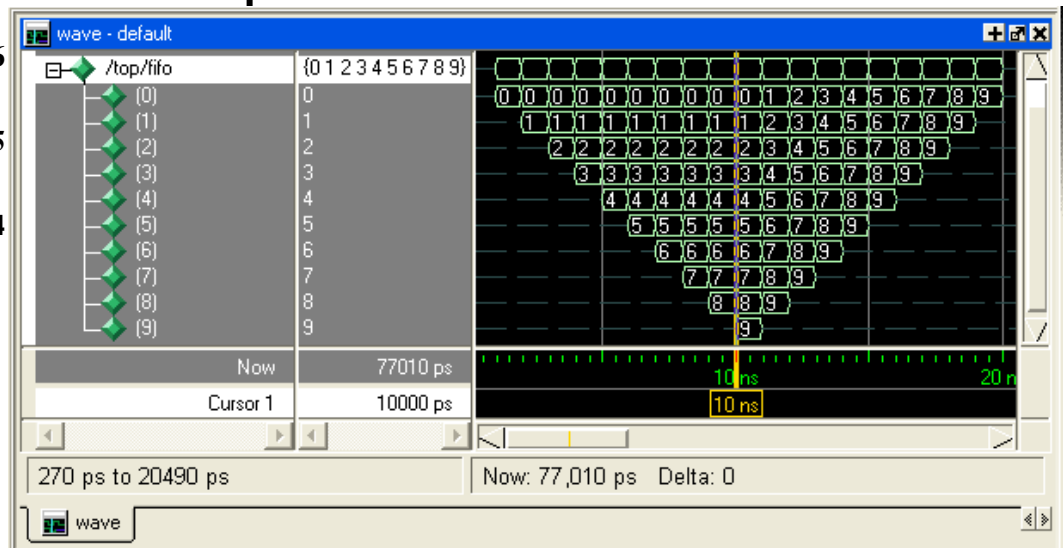 wave - default
6
/top/fifo {0 1 2 3 4 5 6 7 8 9}
(0) 0 0 0 0 0 0 0 0 0 0 0 1 2 3 4 5 6 7 8 9
(1) 1 1 1 1 1 1 1 1 1 1 2 3 4 5 6 7 8 9
5
(2) 2 2 2 2 2 2 2 2 2 3 4 5 6 7 8 9
(3) 3 3 3 3 3 3 3 3 4 5 6 7 8 9
(4) 4 4 4 4 4 4 4 5 6 7 8 9
4
(5) 5 5 5 5 5 5 6 7 8 9
(6) 6 6 6 6 6 7 8 9
(7) 7 7 7 7 8 9
(8) 8 8 8 9
(9) 9 9
Now 77010 ps 10 ns 20 n
Cursor 1 10000 ps 10 ns
270 ps to 20490 ps Now: 77,010 ps Delta: 0
wave